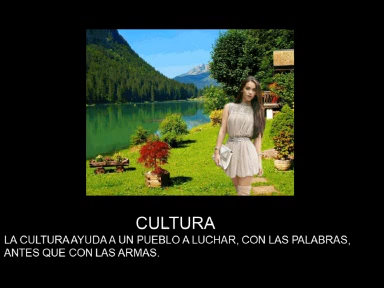 CULTURA
LA CULTURA AYUDA A UN PUEBLO A LUCHAR, CON LAS PALABRAS,
ANTES QUE CON LAS ARMAS.